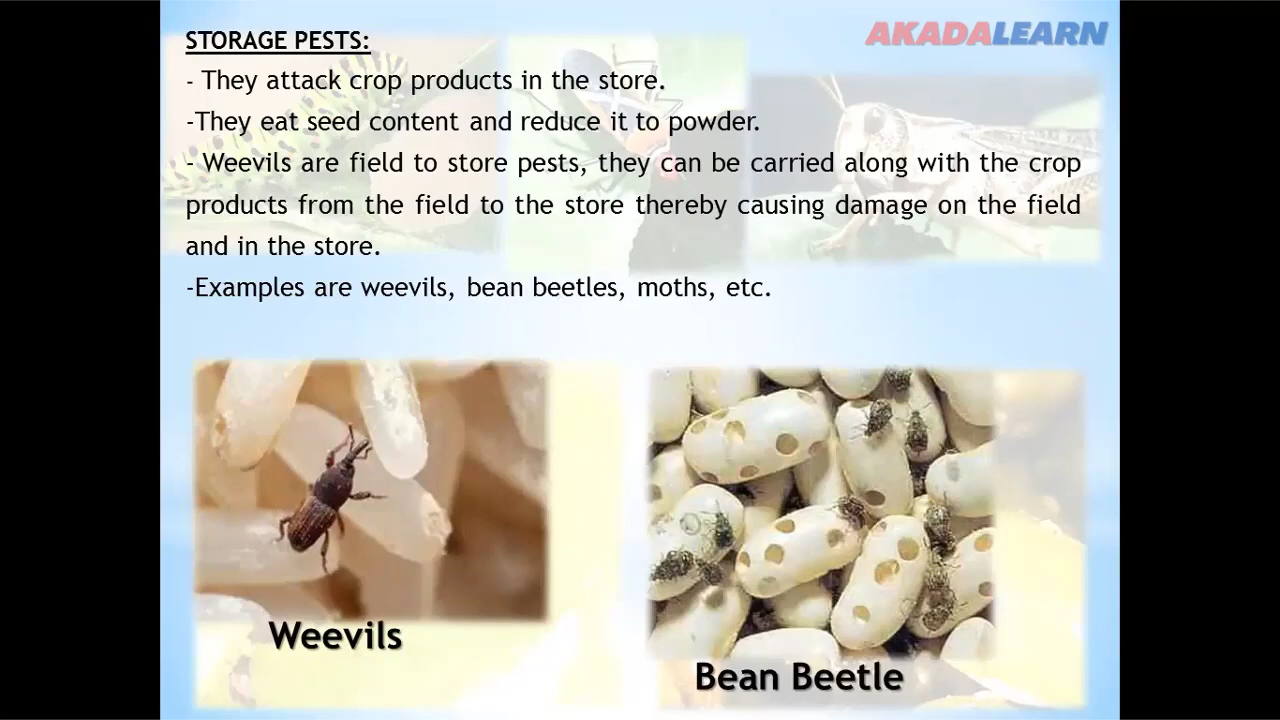 AKADALEARN
STORAGE PESTS:
- They attack crop products in the store.
-They eat seed content and reduce it to powder.
- Weevils are field to store pests, they can be carried along with the crop
products from the field to the store thereby causing damage on the field
and in the store.
-Examples are weevils, bean beetles, moths, etc.
Weevils
Bean Beetle